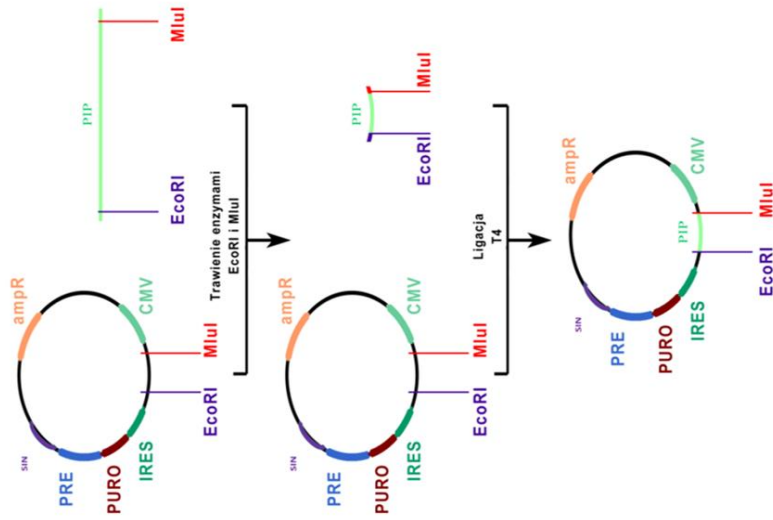 PIP
MluI
EcoRI
ampR
CMV
MluI
EcoRI
IRES
PURO
PRE
SIN
Trawienie enzymami
EcoRI i MluI
PIP
MluI
EcoRI
ampR
CMV
MluI
EcoRI
IRES
PURO
PRE
SIN
Ligacja
T4
ampR
CMV
PIP
MluI
EcoRI
IRES
PURO
PRE
SIN